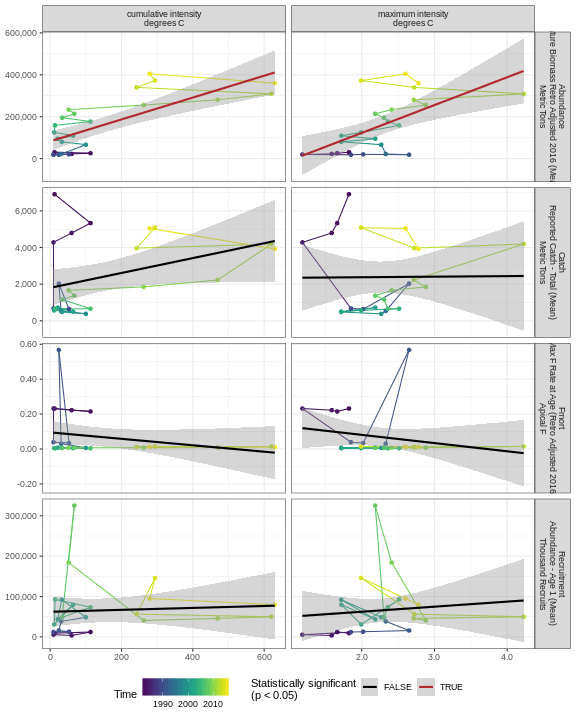 cumulative intensity
degrees C
maximum intensity
degrees C
600,000
400,000
200,000
0
Abundance
Biomass Retro Adjusted 2016
Metric Tons
6,000
4,000
2,000
0
Catch
Reported Catch - Total (Mean)
Metric Tons
0.60
0.40
0.20
0.00
-0.20
Fmort
F Rate at Age (Retro Adjusted 2016
Apical F
300,000
200,000
100,000
0
Recruitment
Abundance - Age 1 (Mean)
Thousand Recruits
0 200 400 600
2.0 3.0 4.0
Time
1990 2000 2010
Statistically significant
(p < 0.05)
FALSE
TRUE